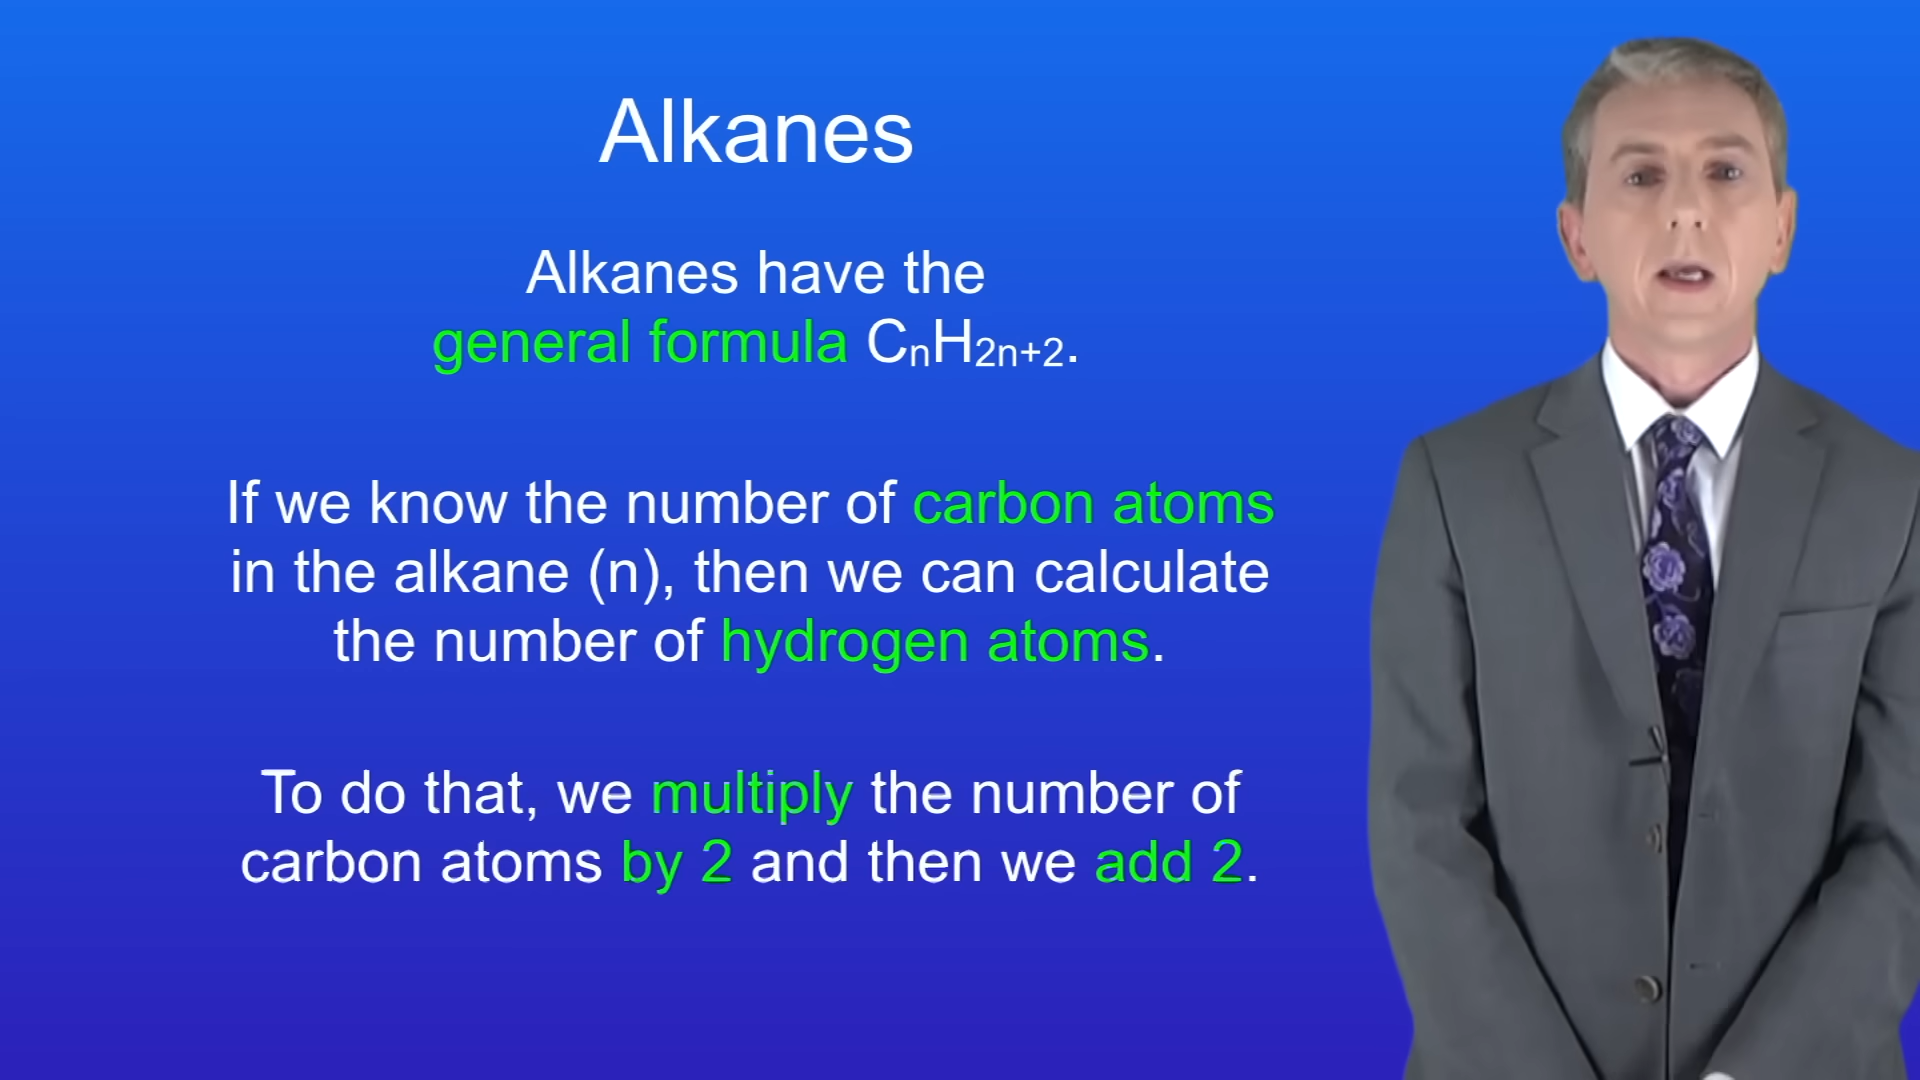 Alkanes
Alkanes have the
general formula CₙH₂ₙ₊₂.
If we know the number of carbon atoms
in the alkane (n), then we can calculate
the number of hydrogen atoms.
To do that, we multiply the number of
carbon atoms by 2 and then we add 2.